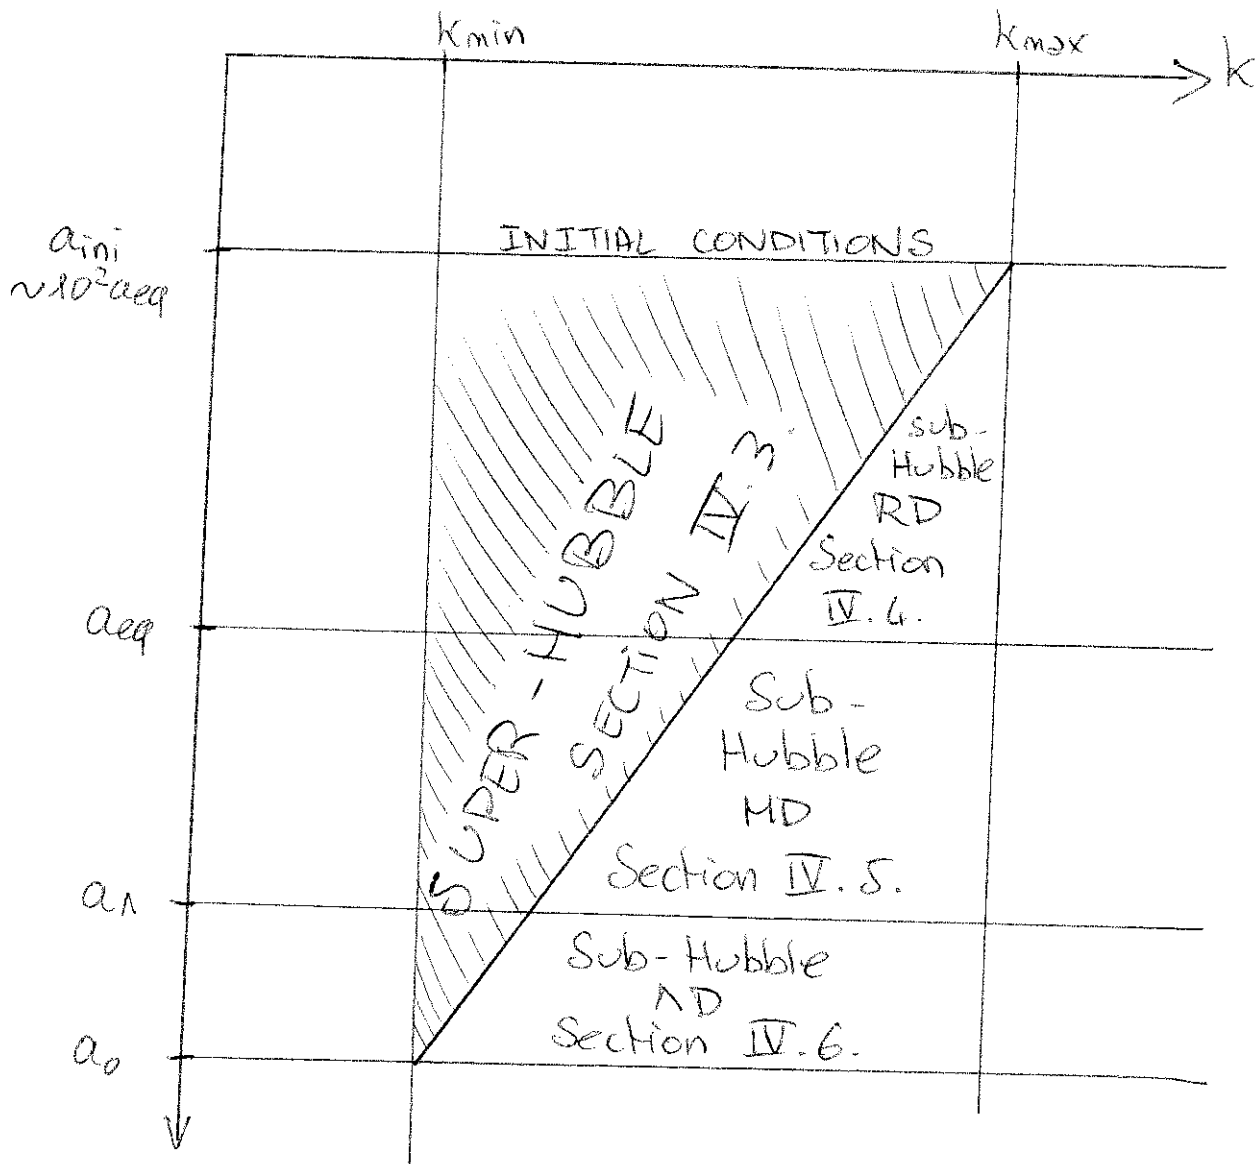 kmin
kmax
k
aini
~10²aeq
INITIAL CONDITIONS
SUPER-HUBBLE
SECTION IV.3.
sub-
Hubble
RD
Section
IV.4.
aeq
Sub-
Hubble
MD
Section IV.5.
aΛ
Sub-Hubble
ΛD
Section IV.6.
a0